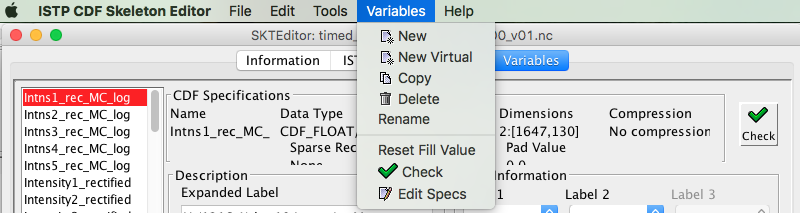 ISTP CDF Skeleton Editor File Edit Tools Variables Help
SKTEditor: timed_ 00_v01.nc
Information IST Variables
New
New Virtual
Copy
Delete
Rename
Reset Fill Value
Check
Edit Specs
Intns1_rec_MC_log
Intns2_rec_MC_log
Intns3_rec_MC_log
Intns4_rec_MC_log
Intns5_rec_MC_log
Intensity1_rectified
Intensity2_rectified
CDF Specifications
Name Data Type Dimensions Compression
Intns1_rec_MC_ CDF_FLOAT/ 2:[1647,130] No compression
Sparse Rec Pad Value
None 0.0
Check
Description Information
Expanded Label 1 Label 2 Label 3